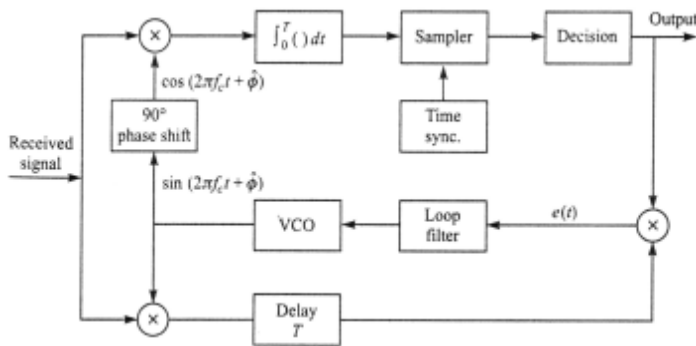 Output
×
∫₀ᵀ ( ) dt
Sampler
Decision
cos (2πf_c t + φ̂)
90°
phase shift
Time
sync.
Received
signal
sin (2πf_c t + φ̂)
VCO
Loop
filter
e(t)
×
×
Delay
T